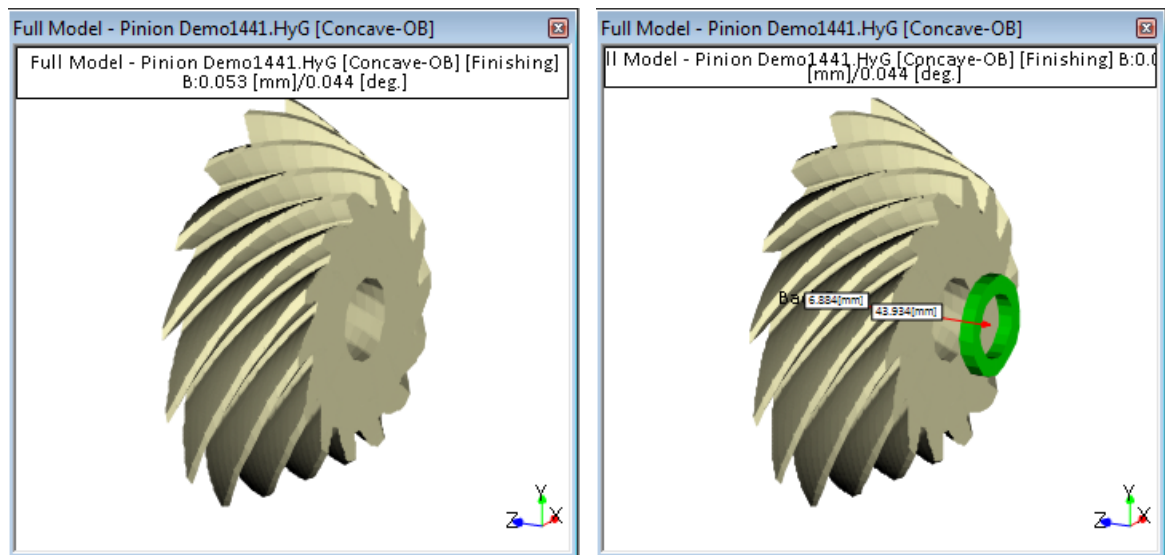 Full Model - Pinion Demo1441.HyG [Concave-OB]
Full Model - Pinion Demo1441.HyG [Concave-OB] [Finishing]
B:0.053 [mm]/0.044 [deg.]
Y
Z X
Full Model - Pinion Demo1441.HyG [Concave-OB]
ll Model - Pinion Demo1441.HyG [Concave-OB] [Finishing] B:0.0
[mm]/0.044 [deg.]
6.884[mm]
43.934[mm]
Y
Z X